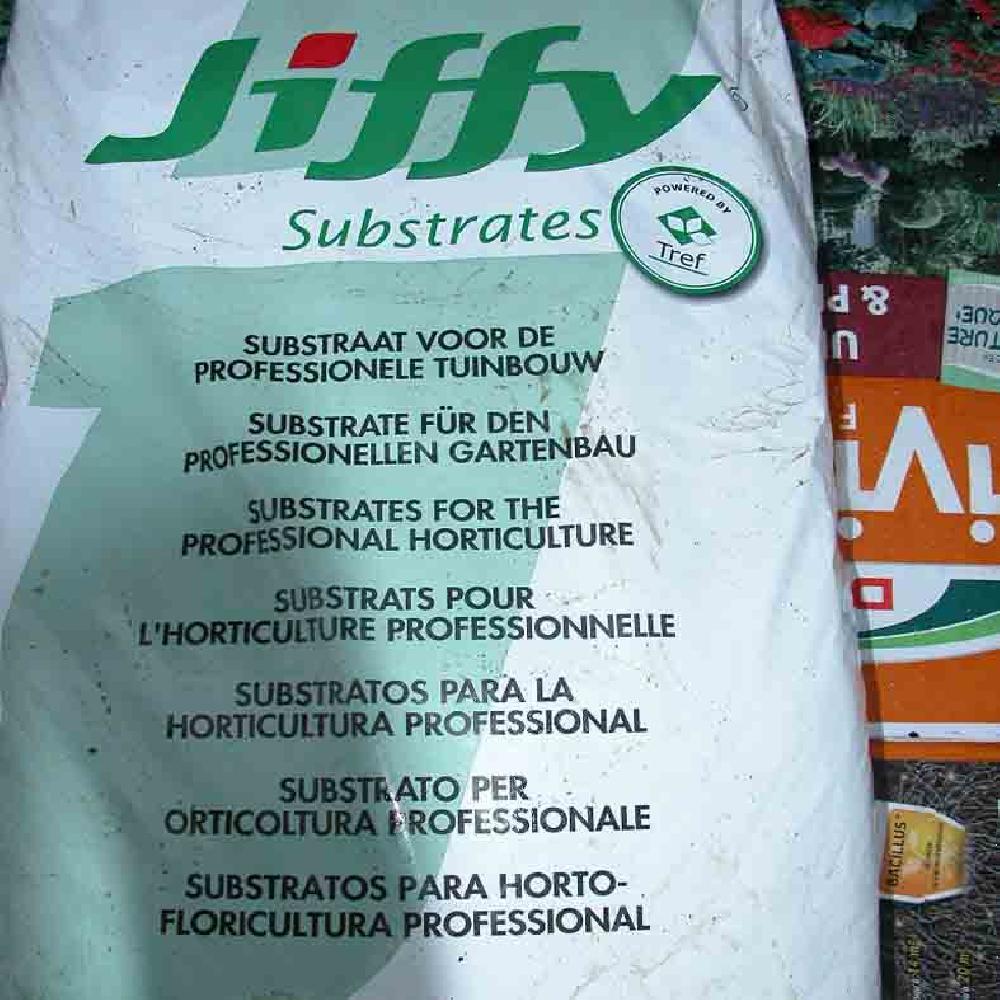 Jiffy
Substrates
POWERED BY
Tref
SUBSTRAAT VOOR DE
PROFESSIONELE TUINBOUW
SUBSTRATE FÜR DEN
PROFESSIONELLEN GARTENBAU
SUBSTRATES FOR THE
PROFESSIONAL HORTICULTURE
SUBSTRATS POUR
L'HORTICULTURE PROFESSIONNELLE
SUBSTRATOS PARA LA
HORTICULTURA PROFESSIONAL
SUBSTRATO PER
ORTICOLTURA PROFESSIONALE
SUBSTRATOS PARA HORTO-
FLORICULTURA PROFESSIONAL
& P
BACILLUS